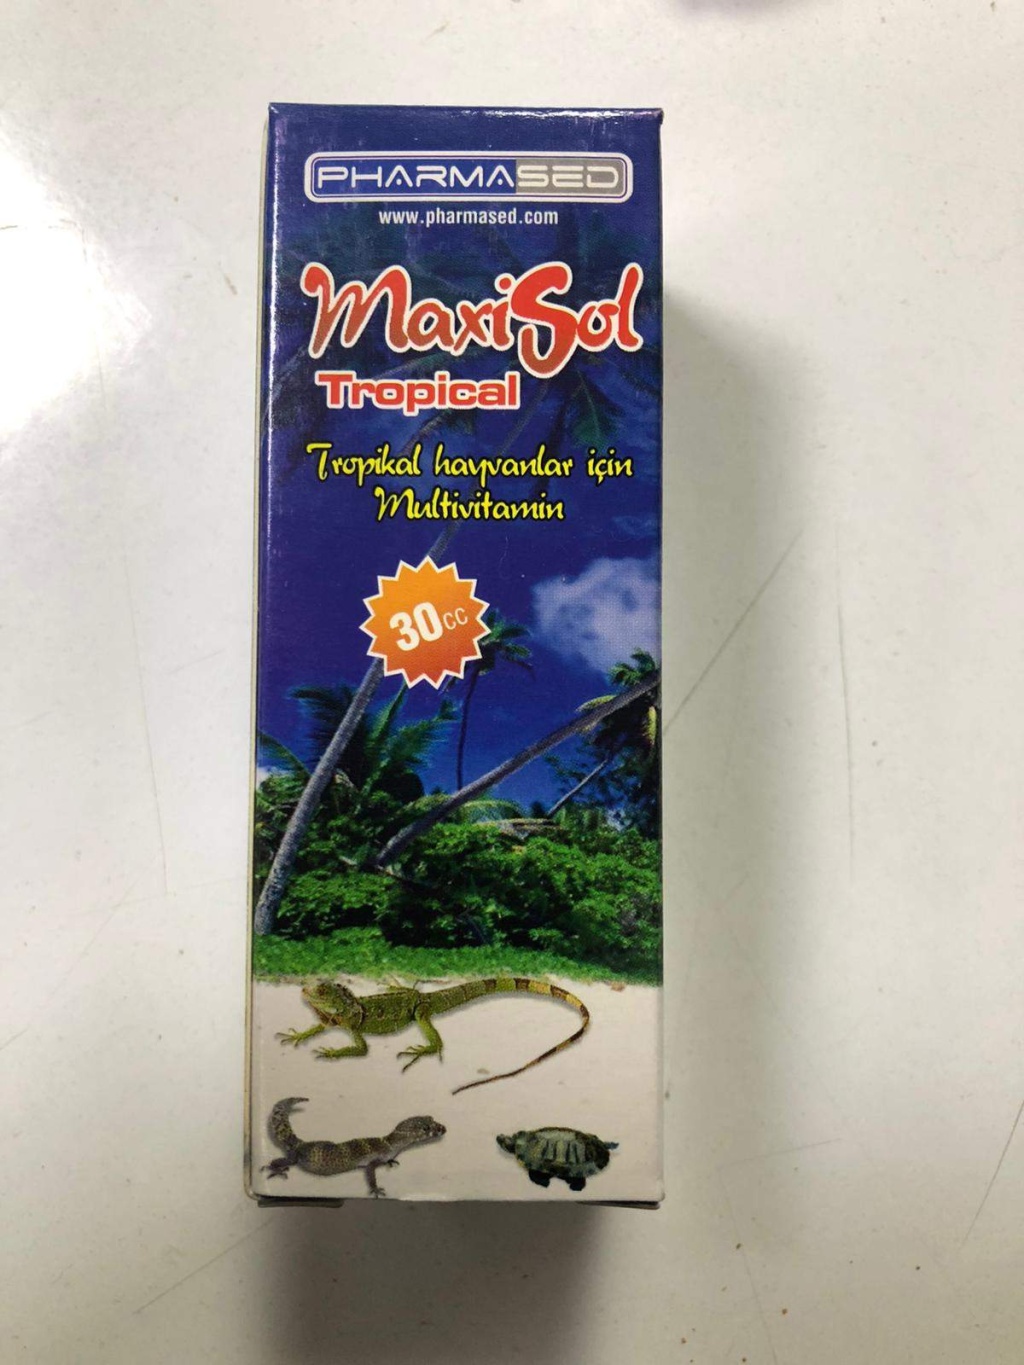 PHARMASED
www.pharmased.com
MaxiSol
Tropical
Tropikal hayvanlar için
Multivitamin
30cc